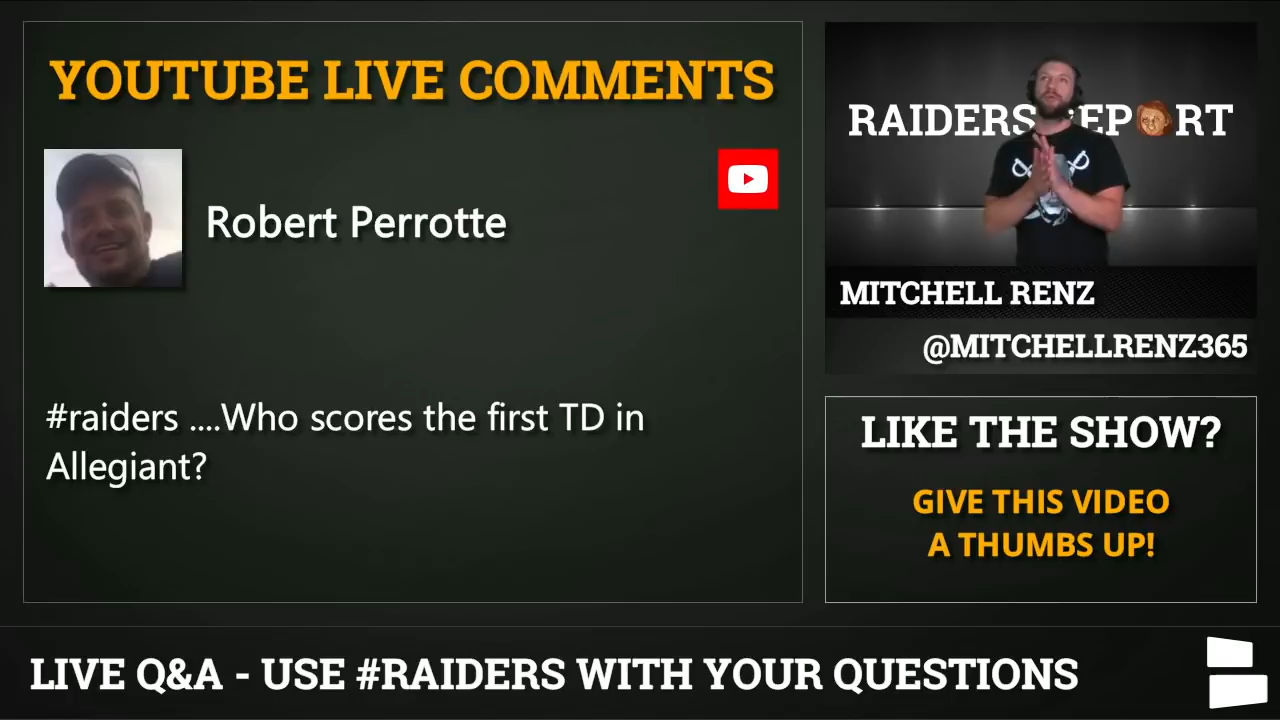 YOUTUBE LIVE COMMENTS
Robert Perrotte
#raiders ....Who scores the first TD in
Allegiant?
RAIDERS REPORT
MITCHELL RENZ
@MITCHELLRENZ365
LIKE THE SHOW?
GIVE THIS VIDEO
A THUMBS UP!
LIVE Q&A - USE #RAIDERS WITH YOUR QUESTIONS